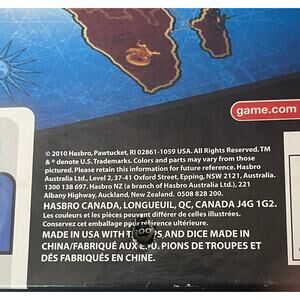 game.com
© 2010 Hasbro, Pawtucket, RI 02861-1059 USA. All Rights Reserved. TM
& ® denote U.S. Trademarks. Colors and parts may vary from those
pictured. Please retain this information for future reference. Hasbro
Australia Ltd., Level 2, 37-41 Oxford Street, Epping, NSW 2121, Australia.
1300 138 697. Hasbro NZ (a branch of Hasbro Australia Ltd.), 221
Albany Highway, Auckland, New Zealand. 0508 828 200.
HASBRO CANADA, LONGUEUIL, QC, CANADA J4G 1G2.
Les couleurs et les pièces peuvent différer de celles illustrées.
Conservez cet emballage pour référence ultérieure.
MADE IN USA WITH PS AND DICE MADE IN
CHINA/FABRIQUÉ AUX É.-U. PIONS DE TROUPES ET
DÉS FABRIQUÉS EN CHINE.